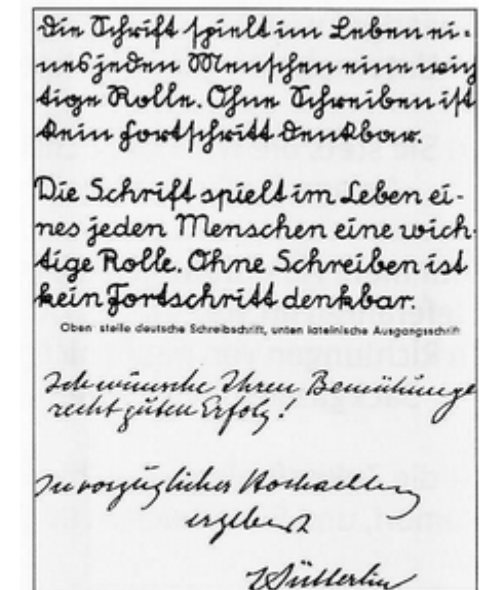 Die Schrift spielt im Leben ei-
nes jeden Menschen eine wich
tige Rolle. Ohne Schreiben ist
kein Fortschritt denkbar.
Die Schrift spielt im Leben ei-
nes jeden Menschen eine wich-
tige Rolle. Ohne Schreiben ist
kein Fortschritt denkbar.
Oben steile deutsche Schreibschrift, unten lateinische Ausgangsschrift
Ich wünsche Ihren Bemühunge
recht guten Erfolg!
In vorzüglicher Hochachtung
ergebenst
Sütterlin